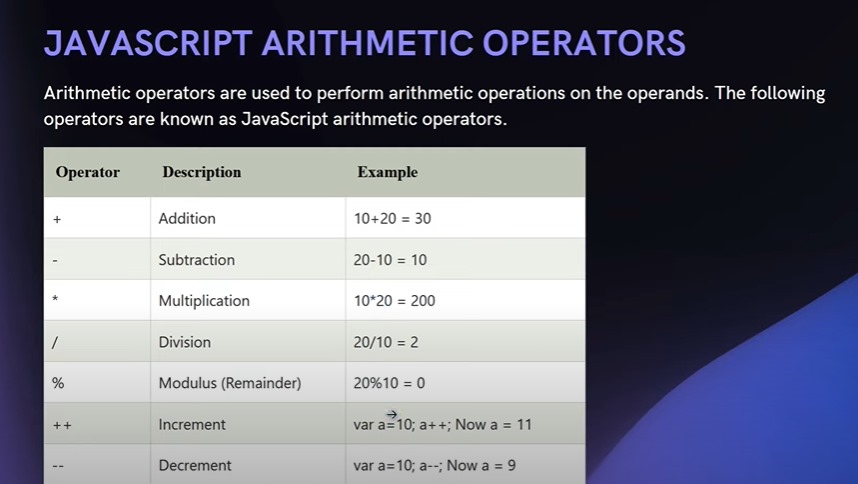 JAVASCRIPT ARITHMETIC OPERATORS
Arithmetic operators are used to perform arithmetic operations on the operands. The following
operators are known as JavaScript arithmetic operators.
Operator Description Example
+ Addition 10+20 = 30
- Subtraction 20-10 = 10
* Multiplication 10*20 = 200
/ Division 20/10 = 2
% Modulus (Remainder) 20%10 = 0
++ Increment var a=10; a++; Now a = 11
-- Decrement var a=10; a--; Now a = 9